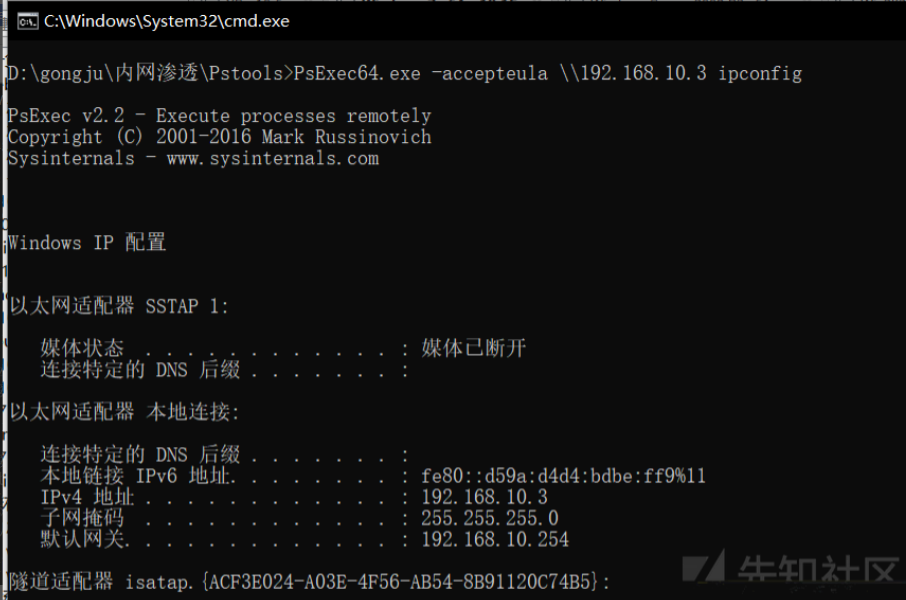 C:\Windows\System32\cmd.exe
D:\gongju\内网渗透\Pstools>PsExec64.exe -accepteula \\192.168.10.3 ipconfig
PsExec v2.2 - Execute processes remotely
Copyright (C) 2001-2016 Mark Russinovich
Sysinternals - www.sysinternals.com
Windows IP 配置
以太网适配器 SSTAP 1:
媒体状态 . . . . . . . . . . . . : 媒体已断开
连接特定的 DNS 后缀 . . . . . . . :
以太网适配器 本地连接:
连接特定的 DNS 后缀 . . . . . . . :
本地链接 IPv6 地址. . . . . . . . : fe80::d59a:d4d4:bdbe:ff9%11
IPv4 地址 . . . . . . . . . . . . : 192.168.10.3
子网掩码 . . . . . . . . . . . . : 255.255.255.0
默认网关. . . . . . . . . . . . . : 192.168.10.254
隧道适配器 isatap.{ACF3E024-A03E-4F56-AB54-8B91120C74B5}:
先知社区